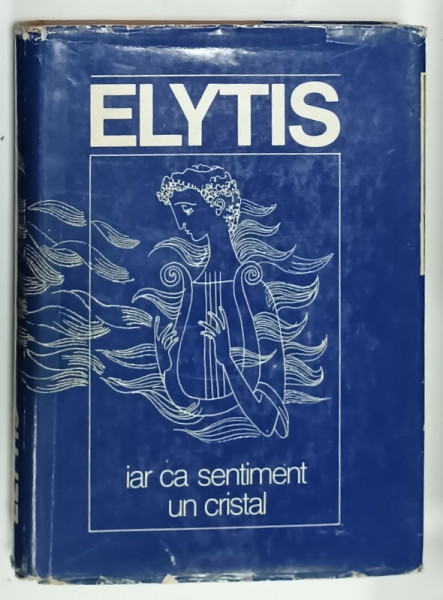 ELYTIS
iar ca sentiment
un cristal